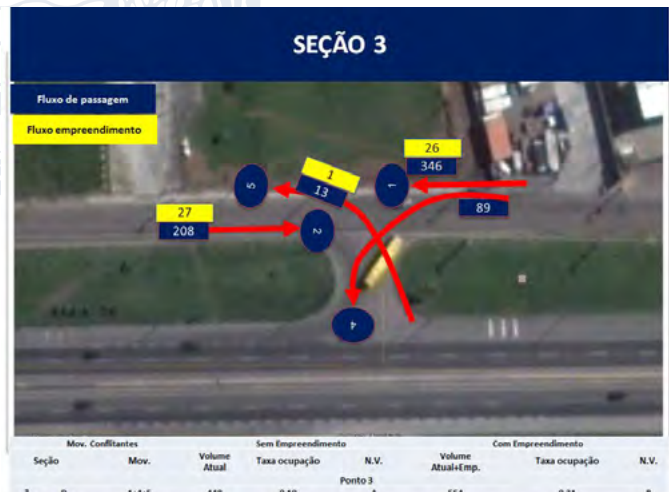 SEÇÃO 3
Fluxo de passagem
Fluxo empreendimento
26
346
1
13
5
1
89
27
208
2
4
Mov. Conflitantes Sem Empreendimento Com Empreendimento
Seção Mov. Volume Atual Taxa ocupação N.V. Volume Atual+Emp. Taxa ocupação N.V.
Ponto 3